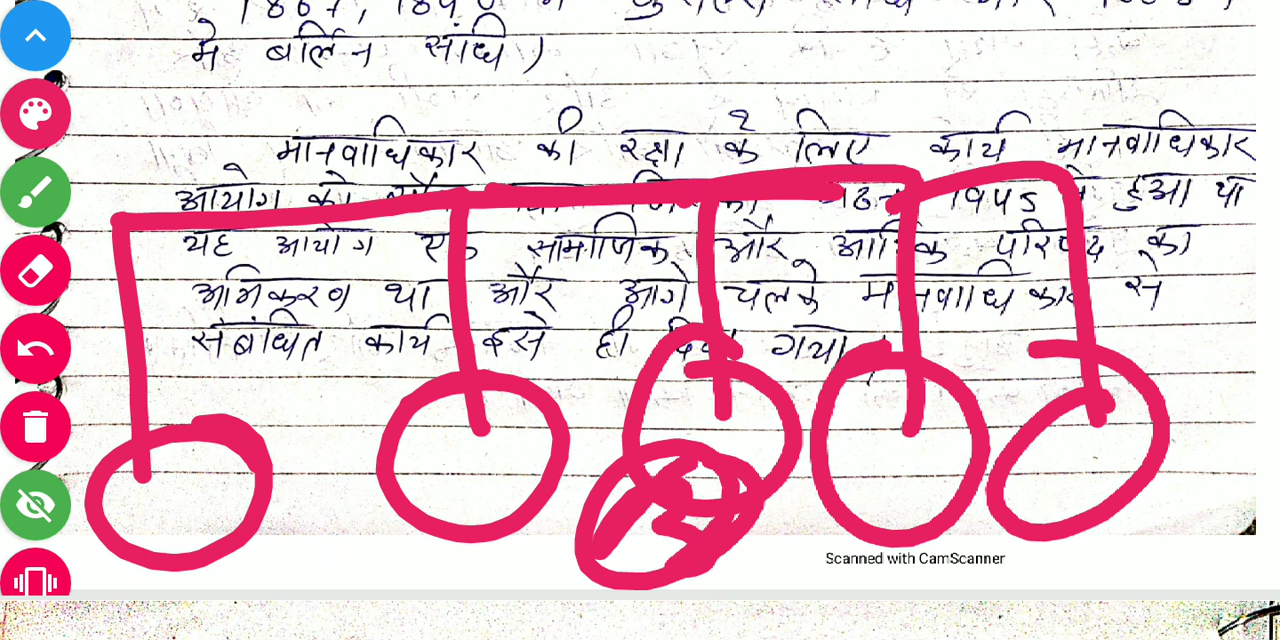 में बर्लिन संधि)
मानवाधिकार की रक्षा के लिए कार्य मानवाधिकार
आयोग को हुआ था
यह आयोग एक सामाजिक और आर्थिक परिषद का
अभिकरण था और आगे चलके मानवाधिकार से
संबंधित कार्य इसे ही दिया गया।
Scanned with CamScanner